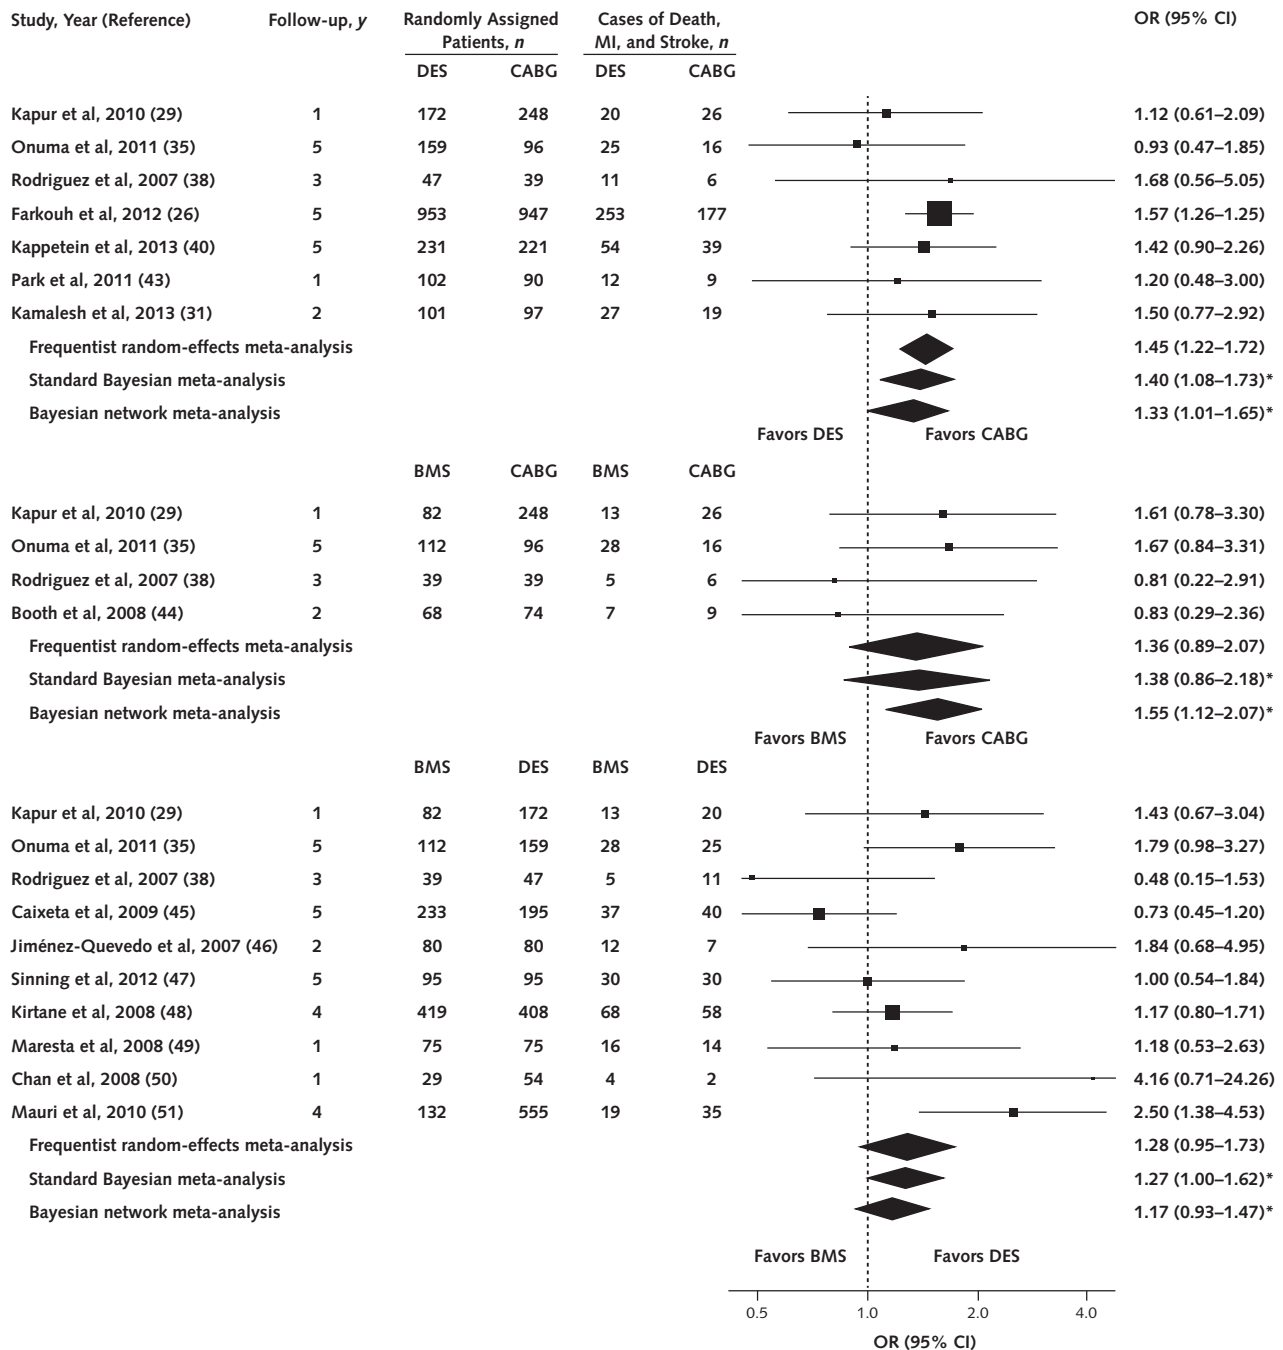 Study, Year (Reference) Follow-up, y Randomly Assigned Patients, n Cases of Death, MI, and Stroke, n OR (95% CI)
DES CABG DES CABG
Kapur et al, 2010 (29) 1 172 248 20 26 1.12 (0.61–2.09)
Onuma et al, 2011 (35) 5 159 96 25 16 0.93 (0.47–1.85)
Rodriguez et al, 2007 (38) 3 47 39 11 6 1.68 (0.56–5.05)
Farkouh et al, 2012 (26) 5 953 947 253 177 1.57 (1.26–1.25)
Kappetein et al, 2013 (40) 5 231 221 54 39 1.42 (0.90–2.26)
Park et al, 2011 (43) 1 102 90 12 9 1.20 (0.48–3.00)
Kamalesh et al, 2013 (31) 2 101 97 27 19 1.50 (0.77–2.92)
Frequentist random-effects meta-analysis 1.45 (1.22–1.72)
Standard Bayesian meta-analysis 1.40 (1.08–1.73)*
Bayesian network meta-analysis 1.33 (1.01–1.65)*
Favors DES Favors CABG
BMS CABG BMS CABG
Kapur et al, 2010 (29) 1 82 248 13 26 1.61 (0.78–3.30)
Onuma et al, 2011 (35) 5 112 96 28 16 1.67 (0.84–3.31)
Rodriguez et al, 2007 (38) 3 39 39 5 6 0.81 (0.22–2.91)
Booth et al, 2008 (44) 2 68 74 7 9 0.83 (0.29–2.36)
Frequentist random-effects meta-analysis 1.36 (0.89–2.07)
Standard Bayesian meta-analysis 1.38 (0.86–2.18)*
Bayesian network meta-analysis 1.55 (1.12–2.07)*
Favors BMS Favors CABG
BMS DES BMS DES
Kapur et al, 2010 (29) 1 82 172 13 20 1.43 (0.67–3.04)
Onuma et al, 2011 (35) 5 112 159 28 25 1.79 (0.98–3.27)
Rodriguez et al, 2007 (38) 3 39 47 5 11 0.48 (0.15–1.53)
Caixeta et al, 2009 (45) 5 233 195 37 40 0.73 (0.45–1.20)
Jiménez-Quevedo et al, 2007 (46) 2 80 80 12 7 1.84 (0.68–4.95)
Sinning et al, 2012 (47) 5 95 95 30 30 1.00 (0.54–1.84)
Kirtane et al, 2008 (48) 4 419 408 68 58 1.17 (0.80–1.71)
Maresta et al, 2008 (49) 1 75 75 16 14 1.18 (0.53–2.63)
Chan et al, 2008 (50) 1 29 54 4 2 4.16 (0.71–24.26)
Mauri et al, 2010 (51) 4 132 555 19 35 2.50 (1.38–4.53)
Frequentist random-effects meta-analysis 1.28 (0.95–1.73)
Standard Bayesian meta-analysis 1.27 (1.00–1.62)*
Bayesian network meta-analysis 1.17 (0.93–1.47)*
Favors BMS Favors DES
0.5 1.0 2.0 4.0
OR (95% CI)